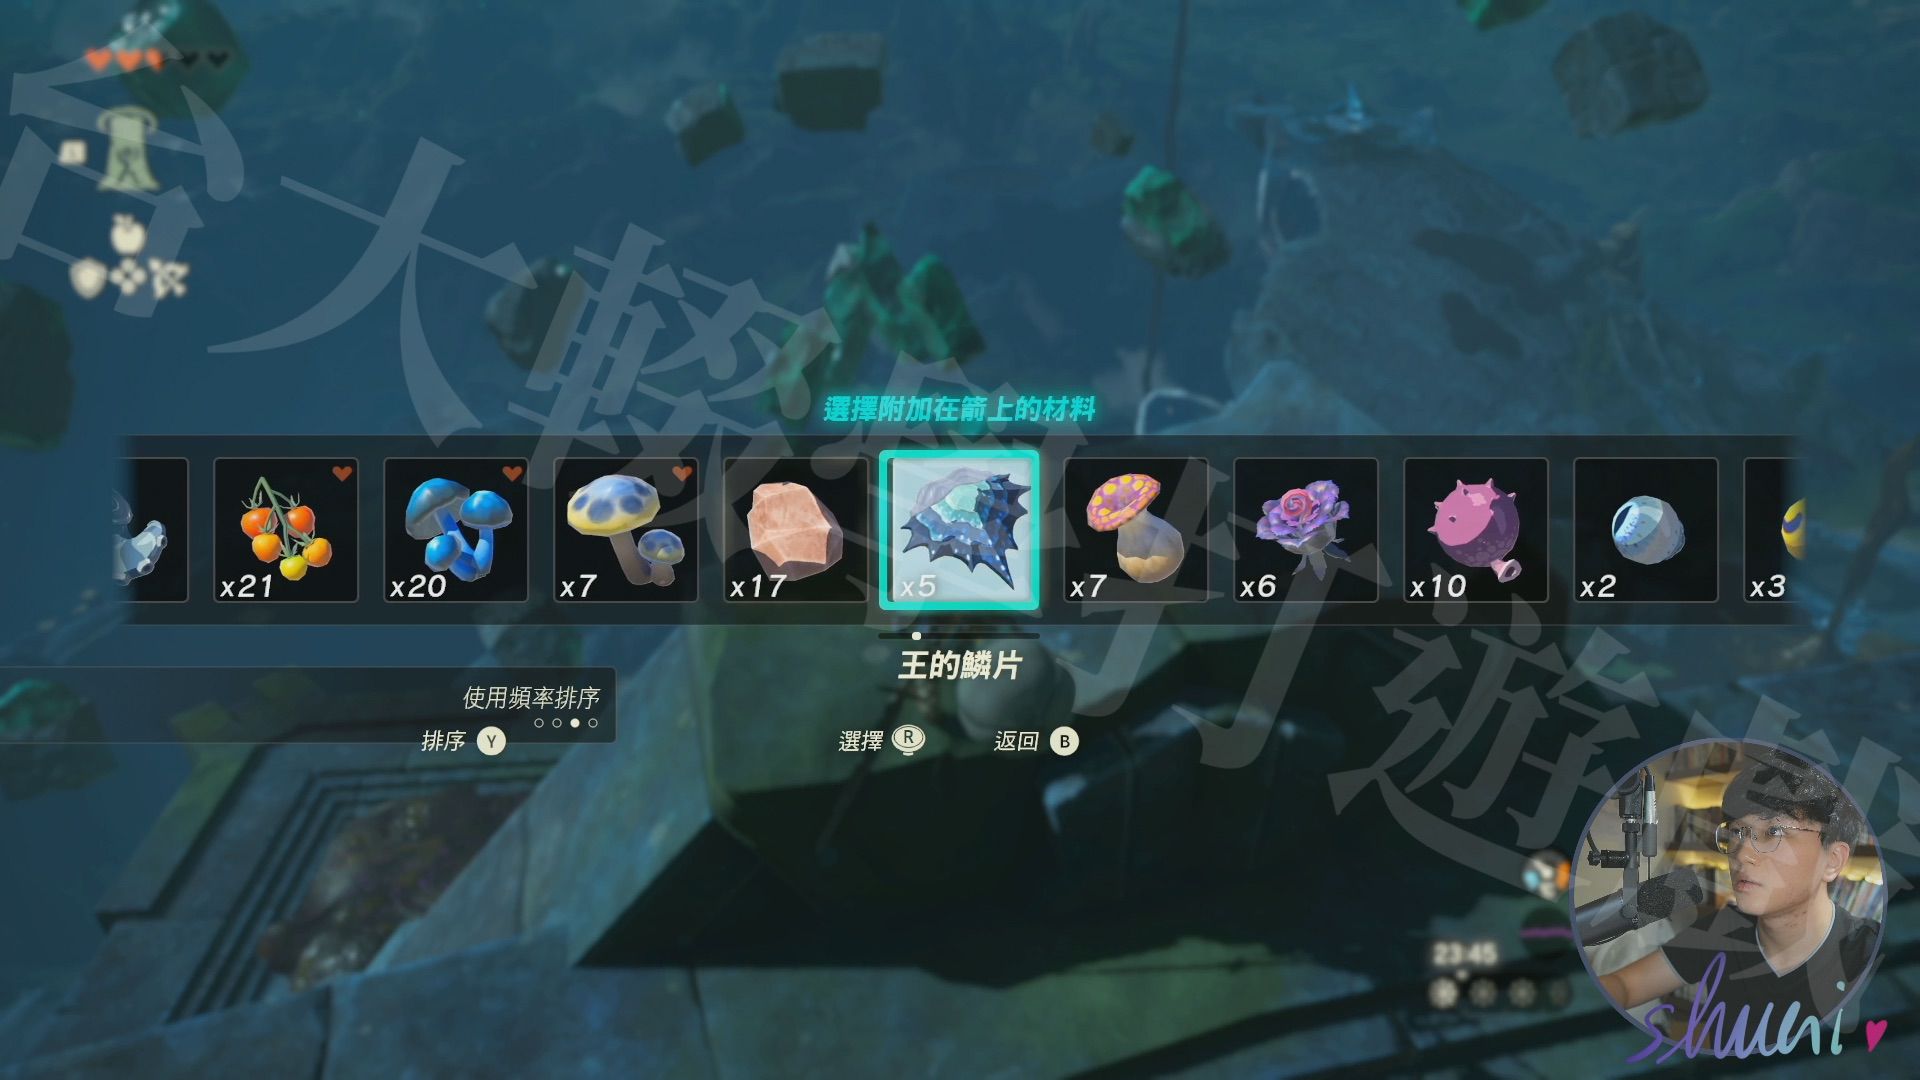 選擇附加在箭上的材料
x21
x20
x7
x17
x5
x7
x6
x10
x2
x3
王的鱗片
使用頻率排序
排序 Y
選擇 R
返回 B
23:45
shuni